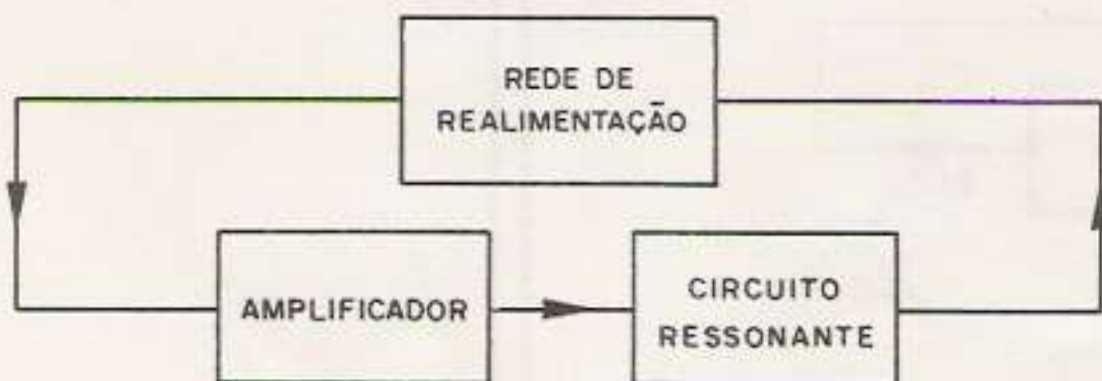 REDE DE
REALIMENTAÇÃO
AMPLIFICADOR
CIRCUITO
RESSONANTE